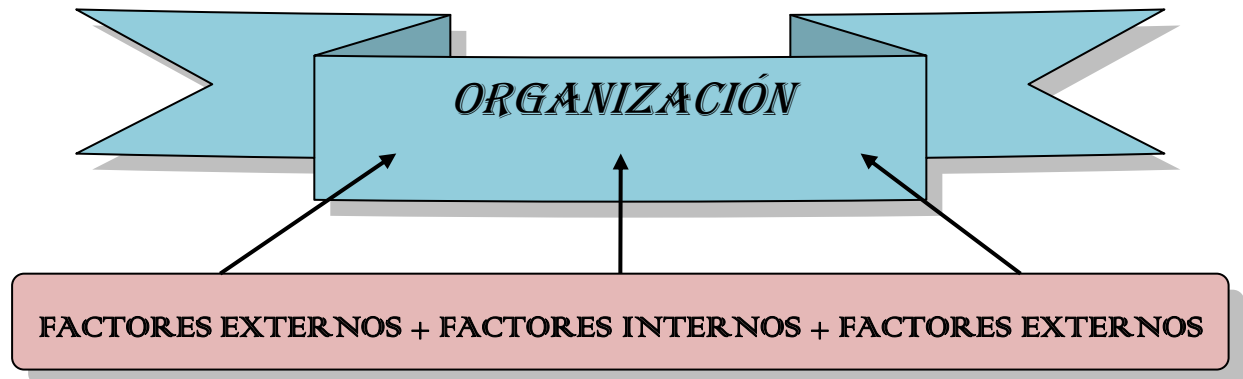 ORGANIZACIÓN
FACTORES EXTERNOS + FACTORES INTERNOS + FACTORES EXTERNOS